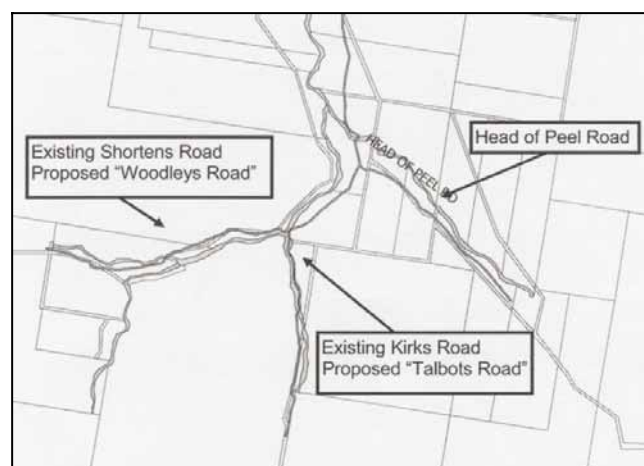 HEAD OF PEEL RD
Head of Peel Road
Existing Shortens Road
Proposed “Woodleys Road”
Existing Kirks Road
Proposed “Talbots Road”